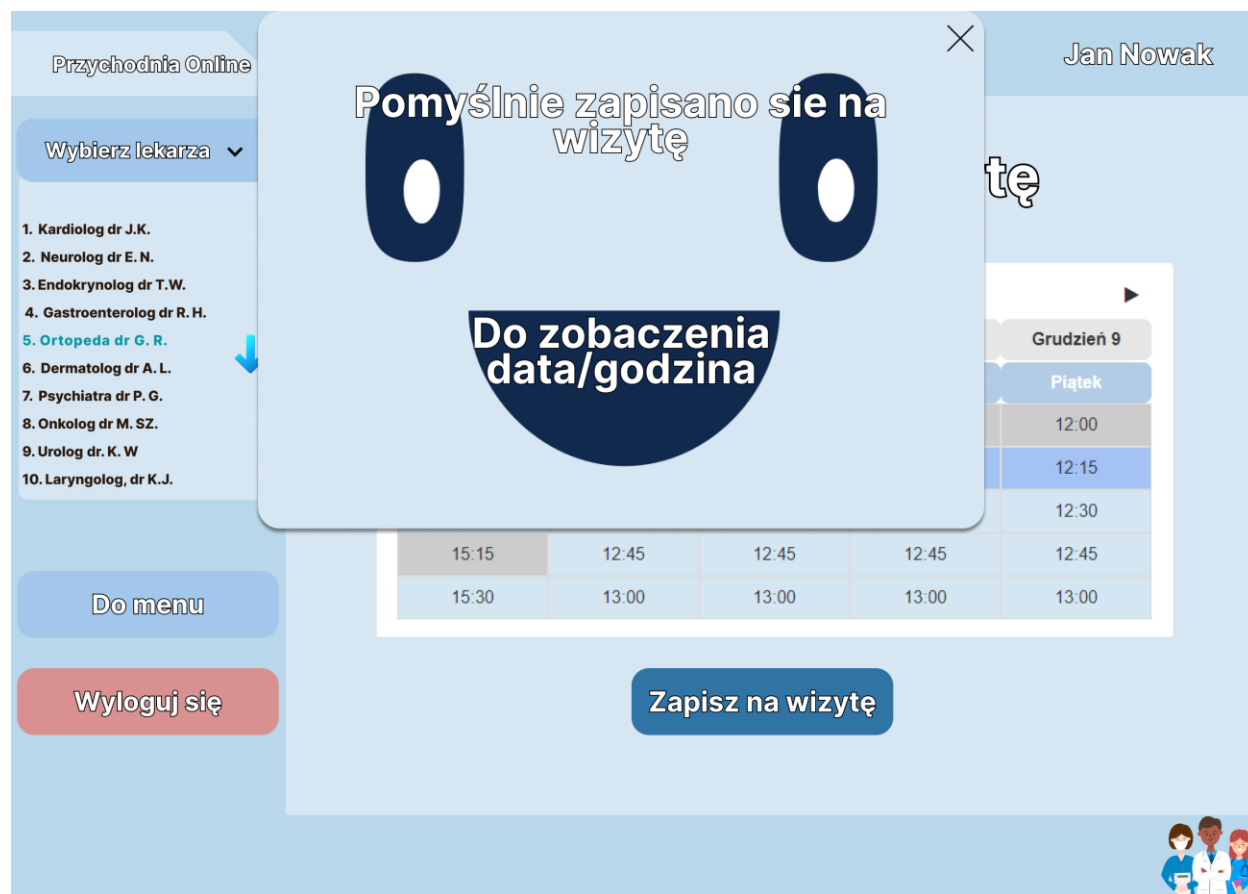 Przychodnia Online
Jan Nowak
Pomyślnie zapisano sie na
wizytę
Do zobaczenia
data/godzina
Wybierz lekarza
1. Kardiolog dr J.K.
2. Neurolog dr E. N.
3. Endokrynolog dr T.W.
4. Gastroenterolog dr R. H.
5. Ortopeda dr G. R.
6. Dermatolog dr A. L.
7. Psychiatra dr P. G.
8. Onkolog dr M. SZ.
9. Urolog dr. K. W
10. Laryngolog, dr K.J.
Do menu
Wyloguj się
tę
Grudzień 9
Piątek
12:00
12:15
12:30
15:15 12:45 12:45 12:45 12:45
15:30 13:00 13:00 13:00 13:00
Zapisz na wizytę